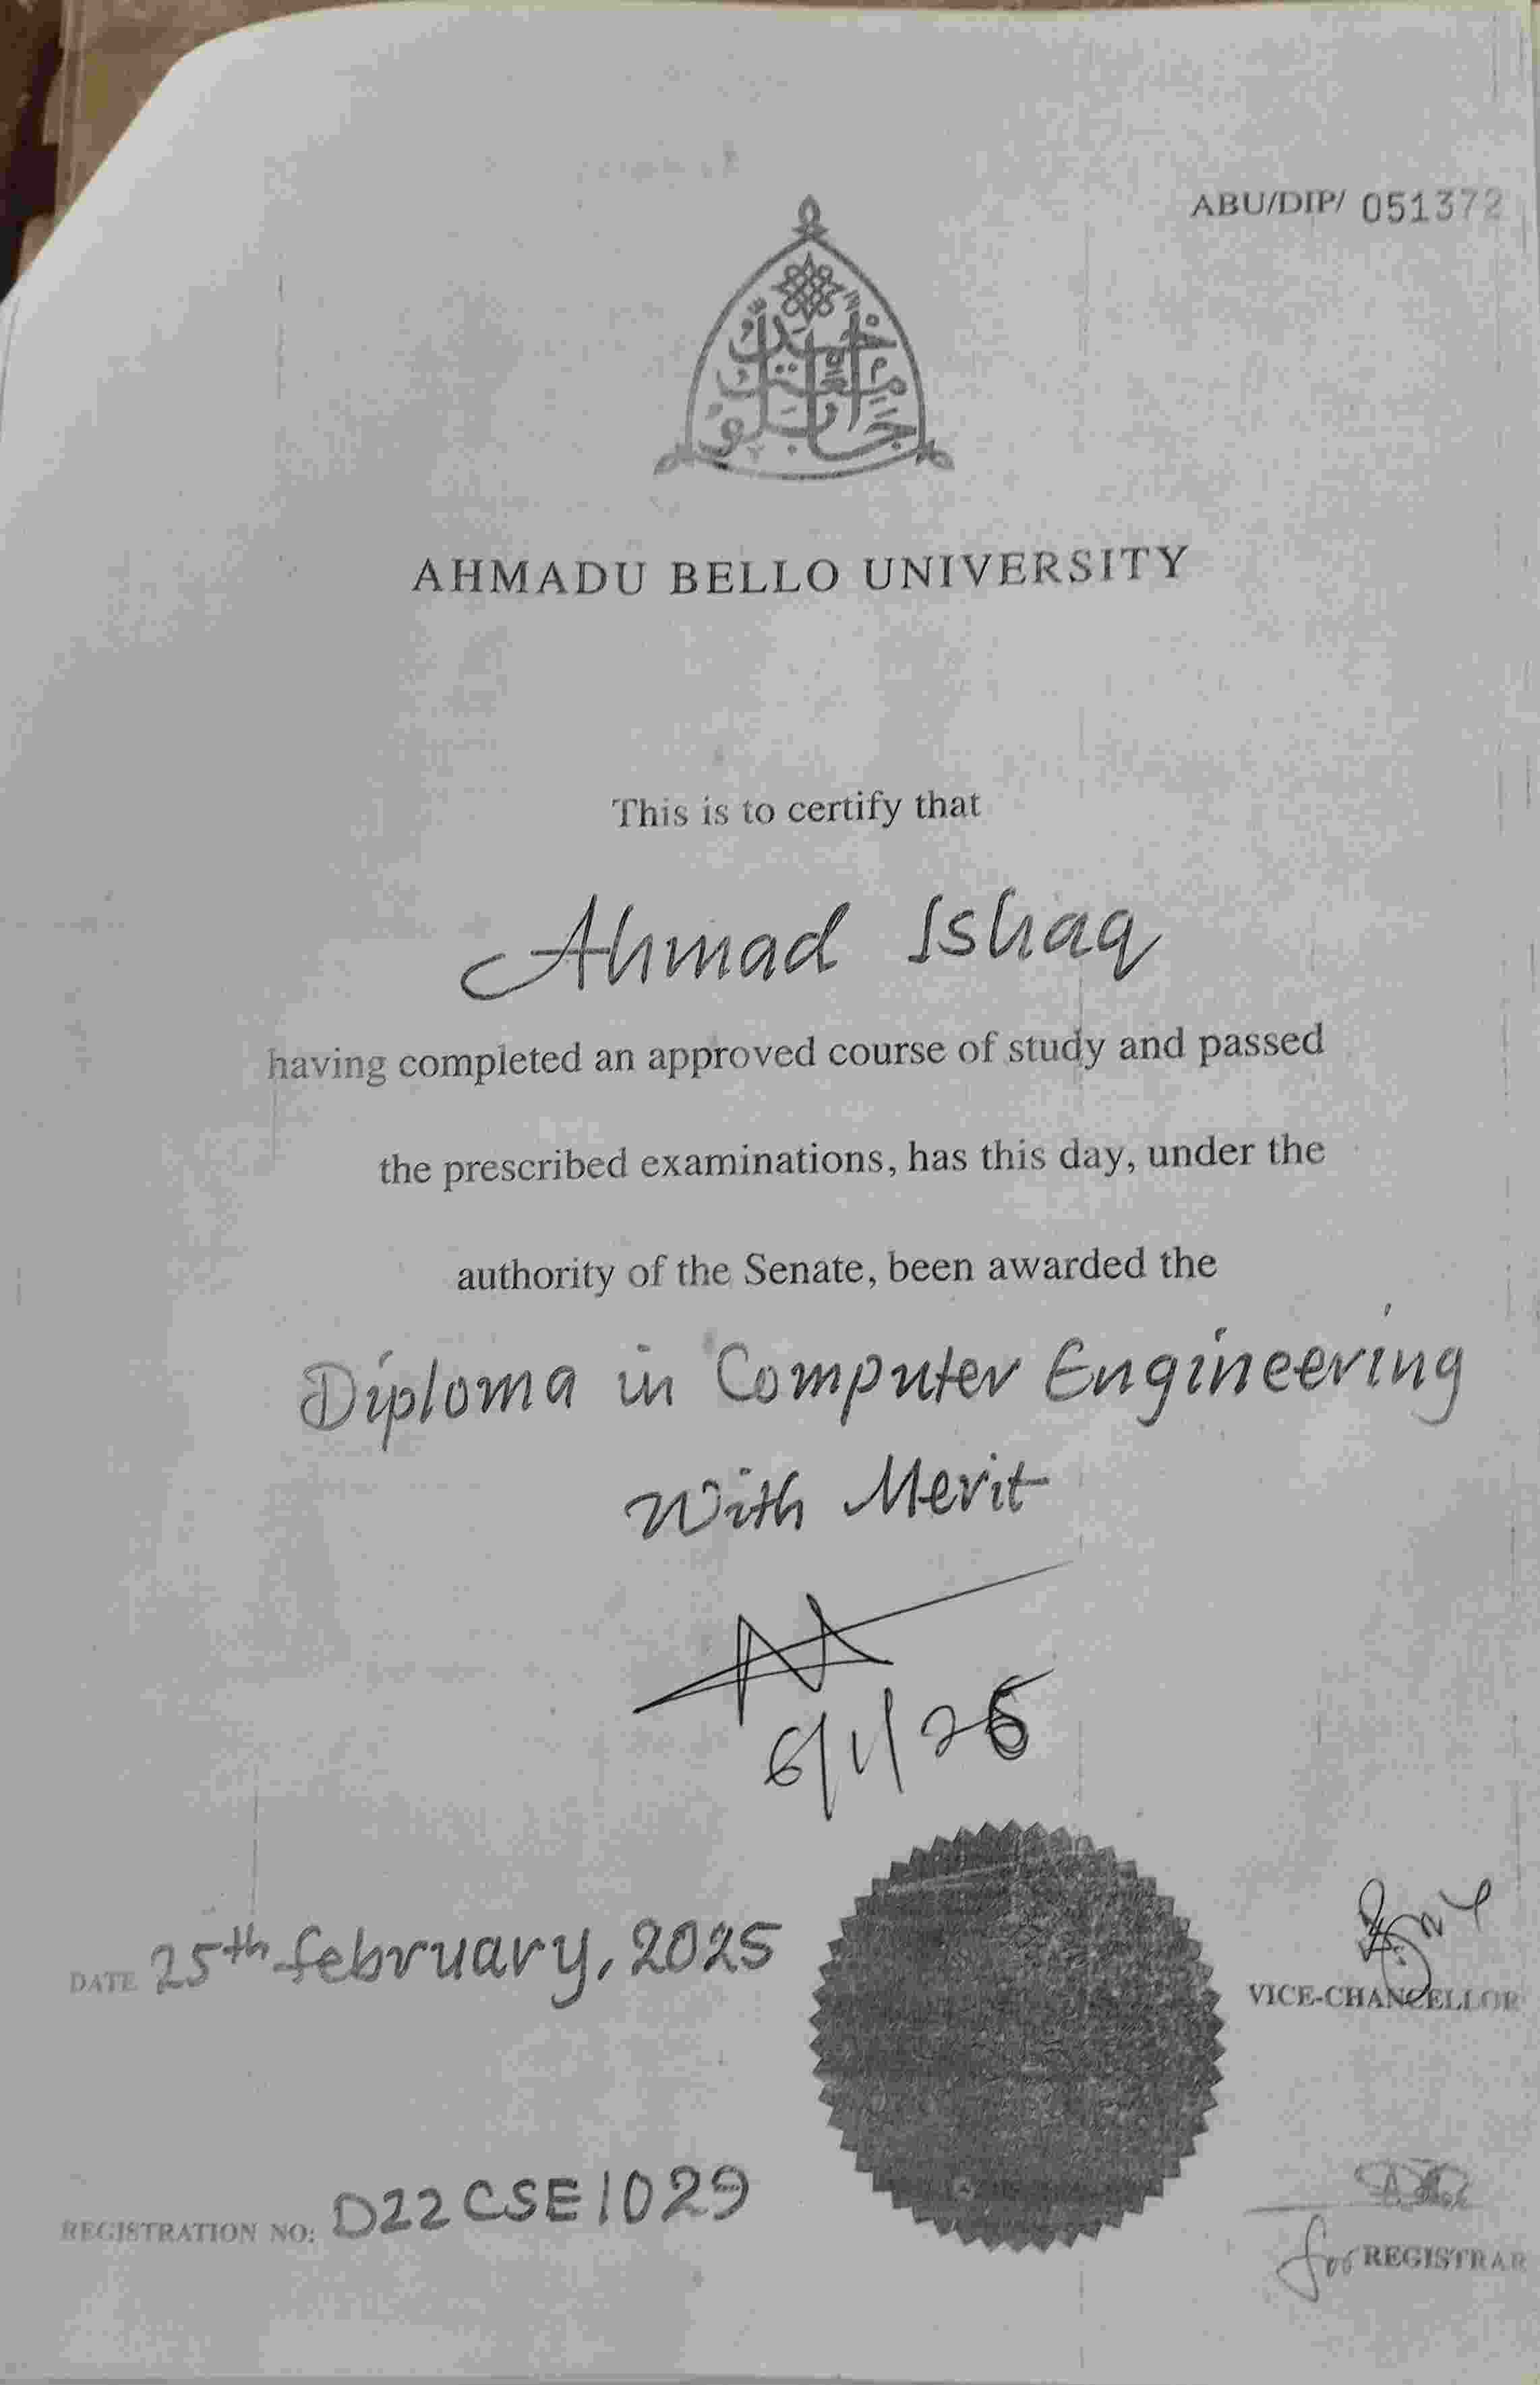 ABU/DIP/ 051372
AHMADU BELLO UNIVERSITY
This is to certify that
Ahmad Ishaq
having completed an approved course of study and passed
the prescribed examinations, has this day, under the
authority of the Senate, been awarded the
Diploma in Computer Engineering
With Merit
6/1/26
DATE 25th february, 2025
VICE-CHANCELLOR
REGISTRATION NO: D22CSE1029
for REGISTRAR